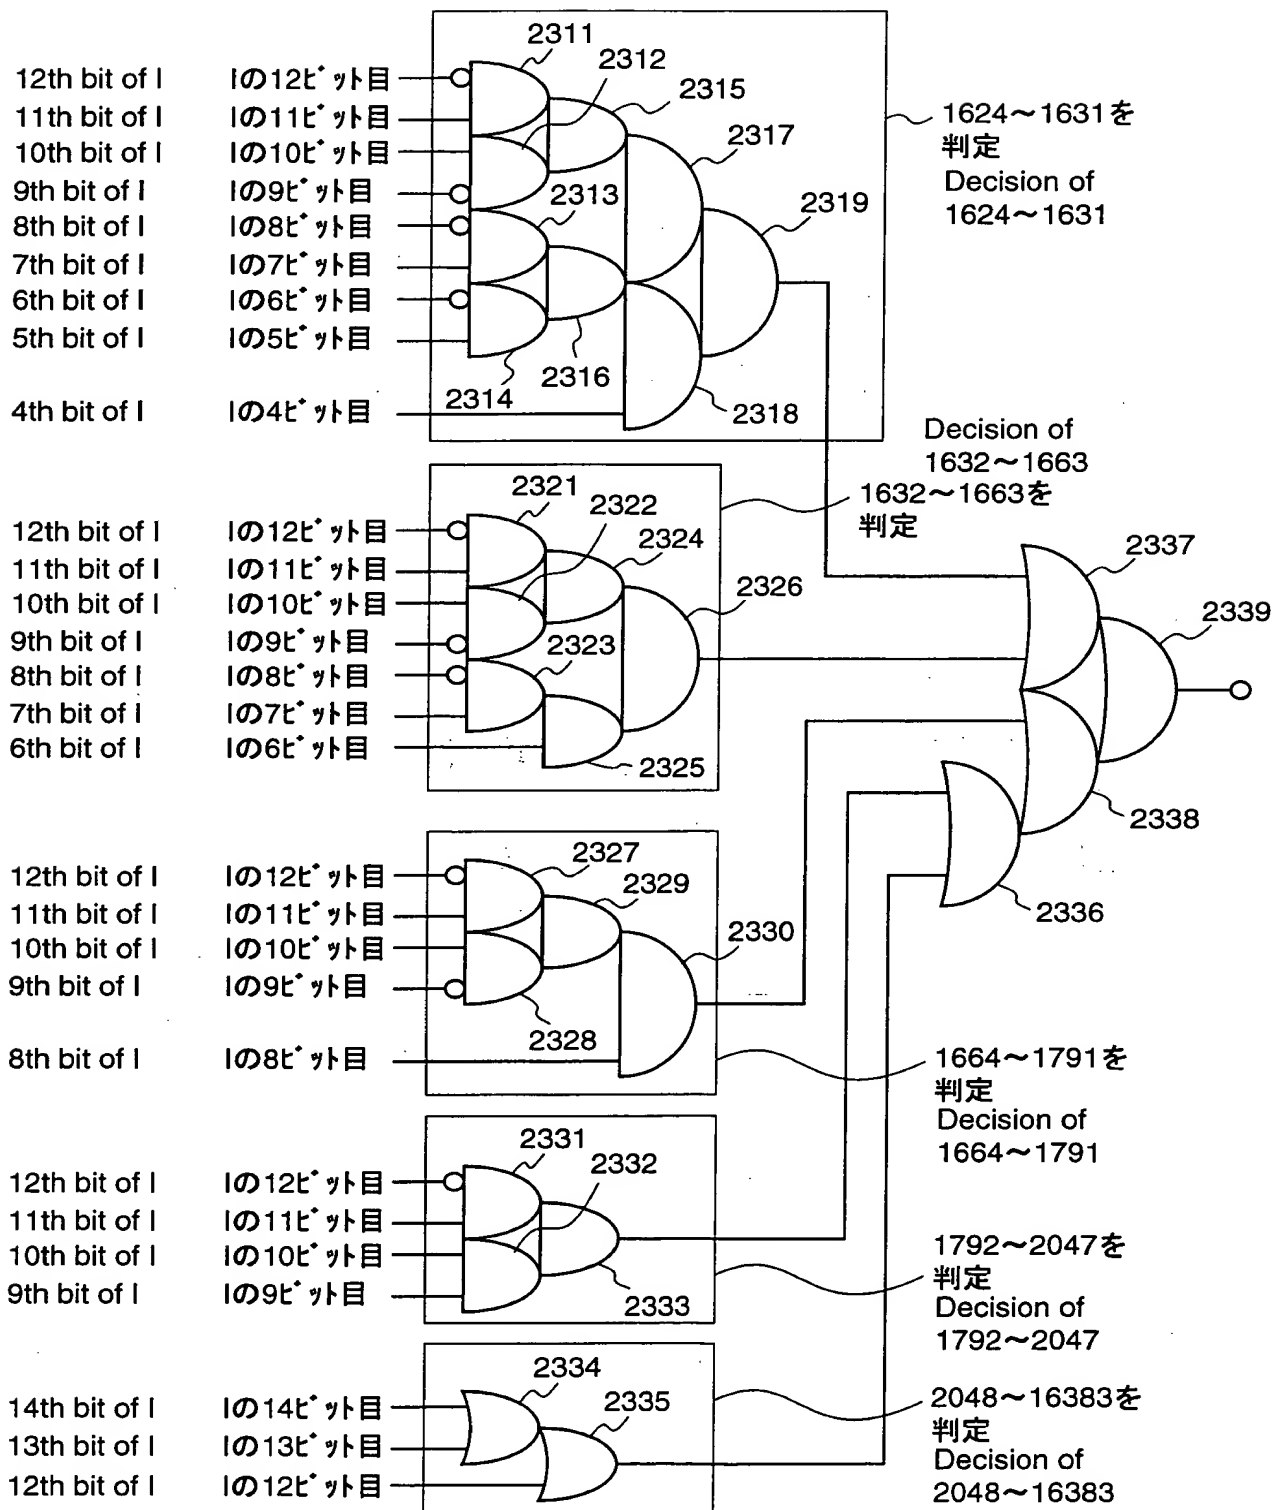 2311
12th bit of I Iの12ビット目
2312
2315
11th bit of I Iの11ビット目
1624～1631を
判定
Decision of
1624～1631
2317
10th bit of I Iの10ビット目
9th bit of I Iの9ビット目
2313
2319
8th bit of I Iの8ビット目
7th bit of I Iの7ビット目
6th bit of I Iの6ビット目
5th bit of I Iの5ビット目
2316
2314
4th bit of I Iの4ビット目
2318
Decision of
1632～1663
1632～1663を
判定
2321
2322
12th bit of I Iの12ビット目
2324
11th bit of I Iの11ビット目
2337
10th bit of I Iの10ビット目
2326
2339
9th bit of I Iの9ビット目
2323
8th bit of I Iの8ビット目
7th bit of I Iの7ビット目
6th bit of I Iの6ビット目
2325
2338
2327
12th bit of I Iの12ビット目
2329
11th bit of I Iの11ビット目
2336
10th bit of I Iの10ビット目
2330
9th bit of I Iの9ビット目
2328
8th bit of I Iの8ビット目
1664～1791を
判定
Decision of
1664～1791
2331
2332
12th bit of I Iの12ビット目
11th bit of I Iの11ビット目
10th bit of I Iの10ビット目
9th bit of I Iの9ビット目
2333
1792～2047を
判定
Decision of
1792～2047
2334
14th bit of I Iの14ビット目
2335
13th bit of I Iの13ビット目
12th bit of I Iの12ビット目
2048～16383を
判定
Decision of
2048～16383